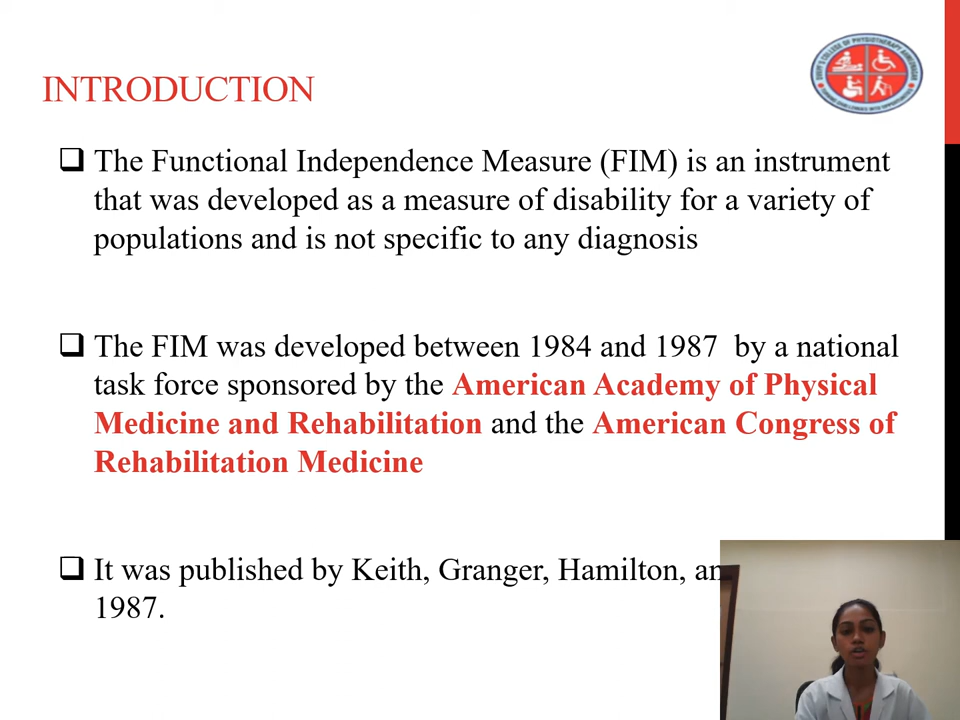 INTRODUCTION
The Functional Independence Measure (FIM) is an instrument
that was developed as a measure of disability for a variety of
populations and is not specific to any diagnosis
The FIM was developed between 1984 and 1987 by a national
task force sponsored by the American Academy of Physical
Medicine and Rehabilitation and the American Congress of
Rehabilitation Medicine
It was published by Keith, Granger, Hamilton,
1987.